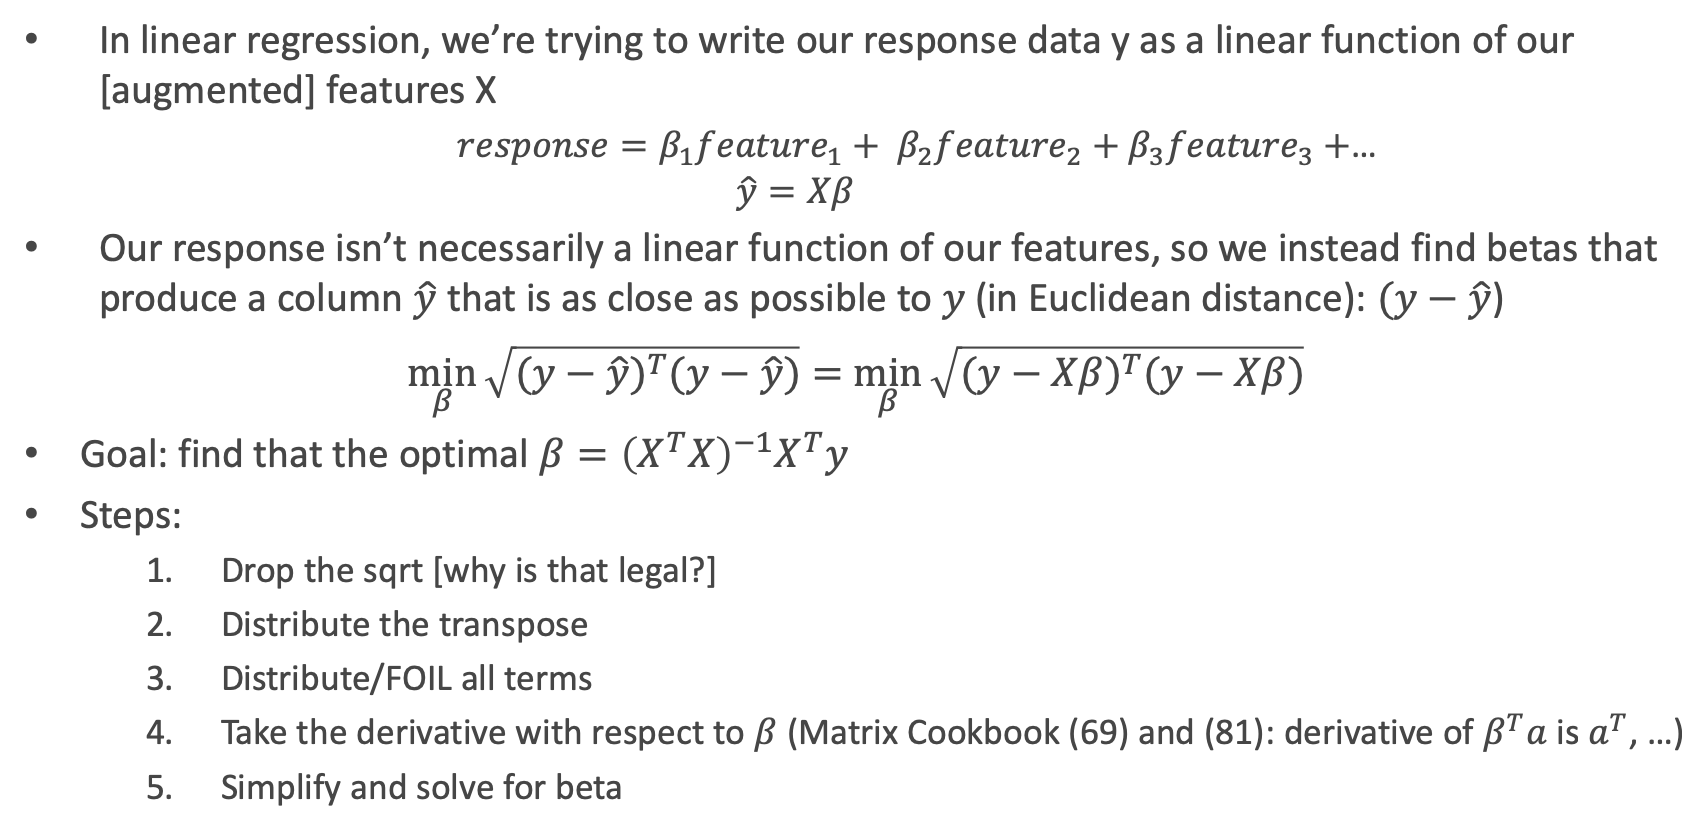 • In linear regression, we're trying to write our response data y as a linear function of our
[augmented] features X
response = β₁feature₁ + β₂feature₂ + β₃feature₃ +...
ŷ = Xβ
• Our response isn't necessarily a linear function of our features, so we instead find betas that
produce a column ŷ that is as close as possible to y (in Euclidean distance): (y − ŷ)
min_β √((y − ŷ)ᵀ(y − ŷ)) = min_β √((y − Xβ)ᵀ(y − Xβ))
• Goal: find that the optimal β = (XᵀX)⁻¹Xᵀy
• Steps:
1. Drop the sqrt [why is that legal?]
2. Distribute the transpose
3. Distribute/FOIL all terms
4. Take the derivative with respect to β (Matrix Cookbook (69) and (81): derivative of βᵀa is aᵀ, ...)
5. Simplify and solve for beta